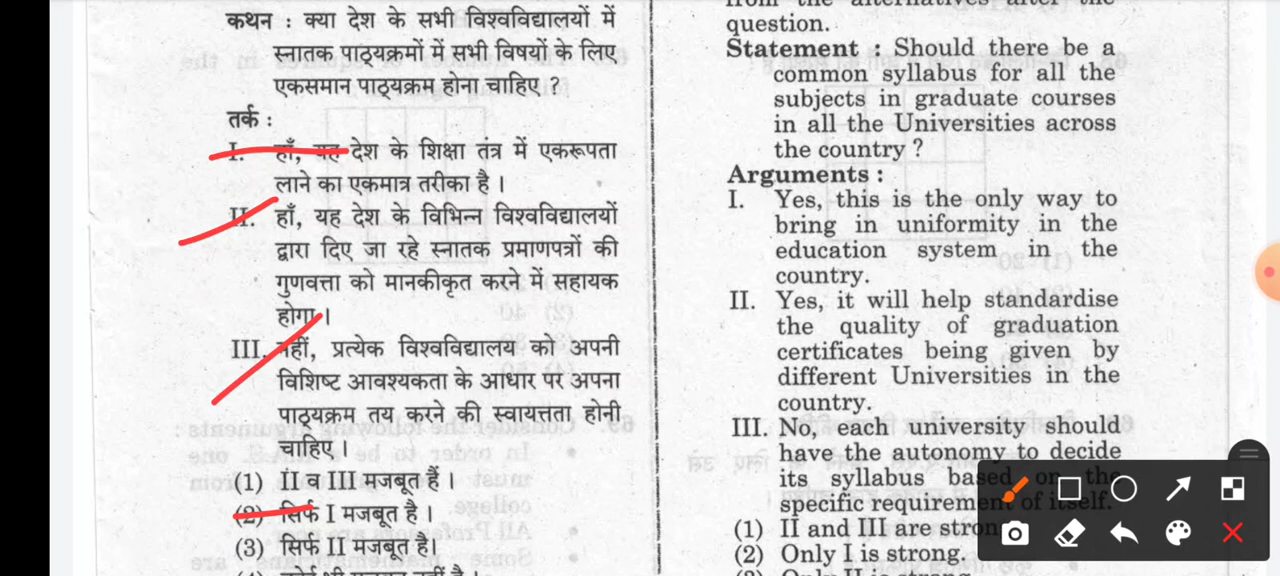 कथन : क्या देश के सभी विश्वविद्यालयों में
स्नातक पाठ्यक्रमों में सभी विषयों के लिए
एकसमान पाठ्यक्रम होना चाहिए ?
तर्क :
I. हाँ, यह देश के शिक्षा तंत्र में एकरूपता
लाने का एकमात्र तरीका है ।
II. हाँ, यह देश के विभिन्न विश्वविद्यालयों
द्वारा दिए जा रहे स्नातक प्रमाणपत्रों की
गुणवत्ता को मानकीकृत करने में सहायक
होगा ।
III. नहीं, प्रत्येक विश्वविद्यालय को अपनी
विशिष्ट आवश्यकता के आधार पर अपना
पाठ्यक्रम तय करने की स्वायत्तता होनी
चाहिए ।
(1) II व III मजबूत हैं ।
(2) सिर्फ I मजबूत है ।
(3) सिर्फ II मजबूत है।
from the alternatives after the
question.
Statement : Should there be a
common syllabus for all the
subjects in graduate courses
in all the Universities across
the country ?
Arguments :
I. Yes, this is the only way to
bring in uniformity in the
education system in the
country.
II. Yes, it will help standardise
the quality of graduation
certificates being given by
different Universities in the
country.
III. No, each university should
have the autonomy to decide
its syllabus based on the
specific requirement of itself.
(1) II and III are strong
(2) Only I is strong.